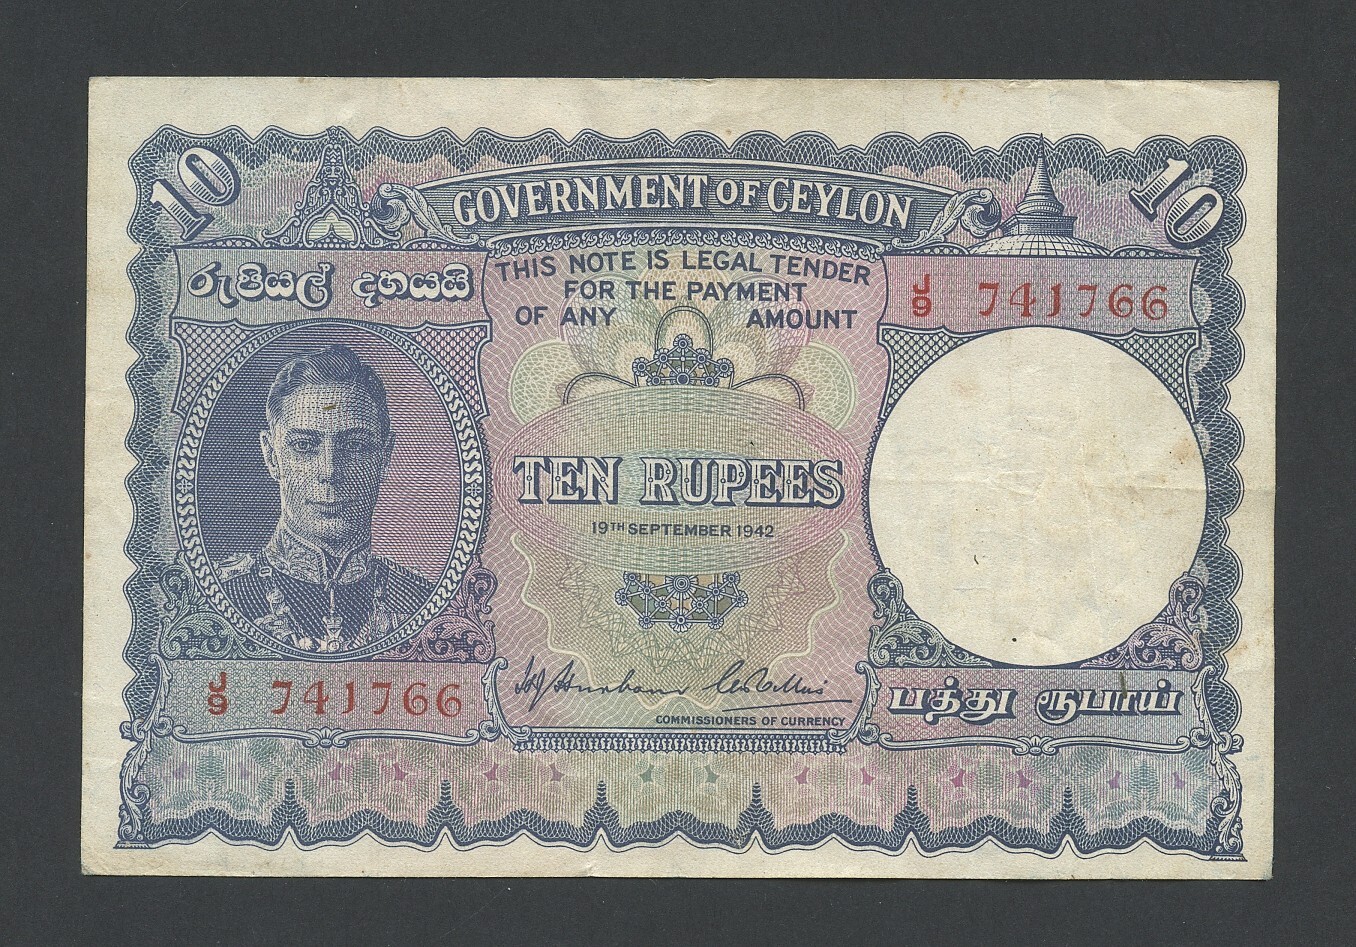 10
10
GOVERNMENT OF CEYLON
රුපියල් දහයයි
THIS NOTE IS LEGAL TENDER
FOR THE PAYMENT
OF ANY AMOUNT
J/9 741766
TEN RUPEES
19TH SEPTEMBER 1942
J/9 741766
COMMISSIONERS OF CURRENCY
பத்து ரூபாய்